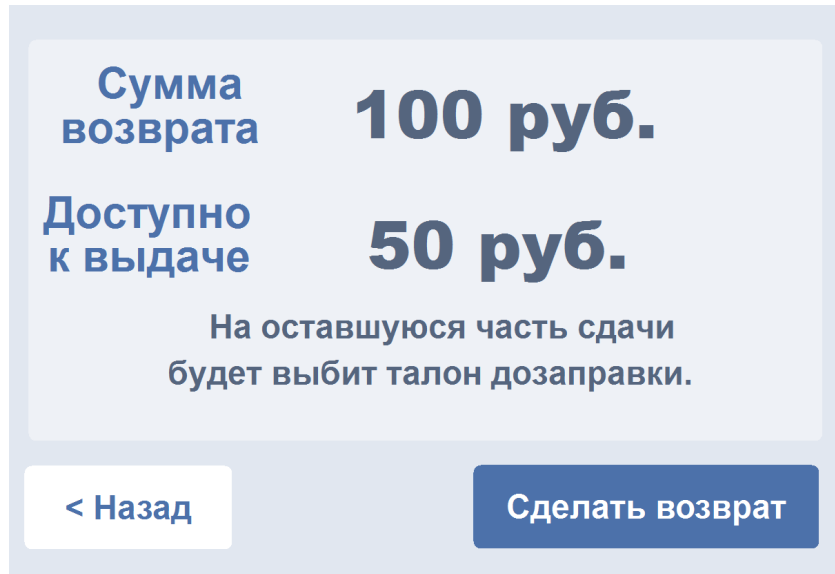 Сумма
возврата
100 руб.
Доступно
к выдаче
50 руб.
На оставшуюся часть сдачи
будет выбит талон дозаправки.
< Назад
Сделать возврат